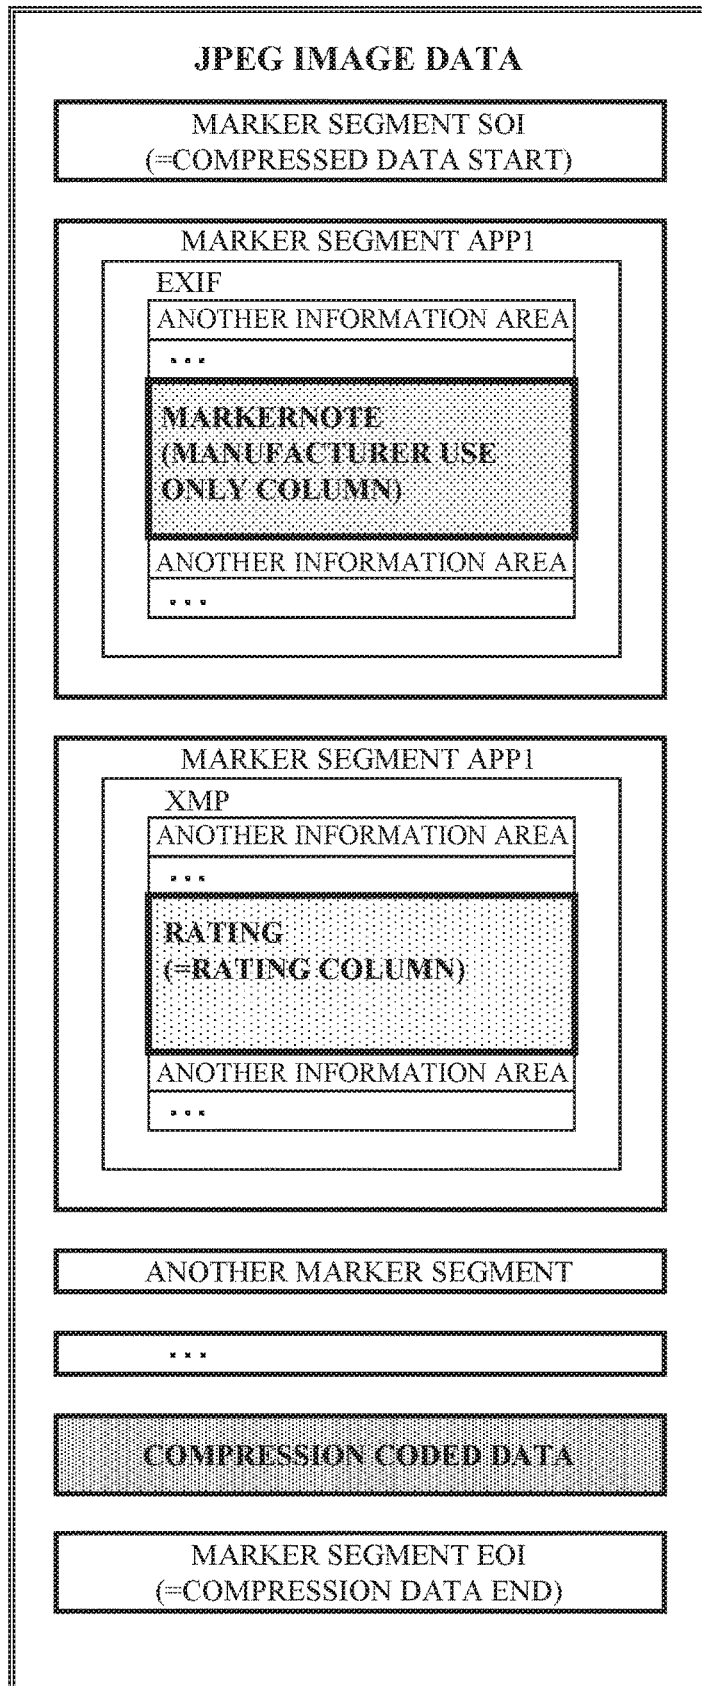 JPEG IMAGE DATA
MARKER SEGMENT SOI
(=COMPRESSED DATA START)
MARKER SEGMENT APP1
EXIF
ANOTHER INFORMATION AREA
...
MARKERNOTE
(MANUFACTURER USE
ONLY COLUMN)
ANOTHER INFORMATION AREA
...
MARKER SEGMENT APP1
XMP
ANOTHER INFORMATION AREA
...
RATING
(=RATING COLUMN)
ANOTHER INFORMATION AREA
...
ANOTHER MARKER SEGMENT
...
COMPRESSION CODED DATA
MARKER SEGMENT EOI
(=COMPRESSION DATA END)